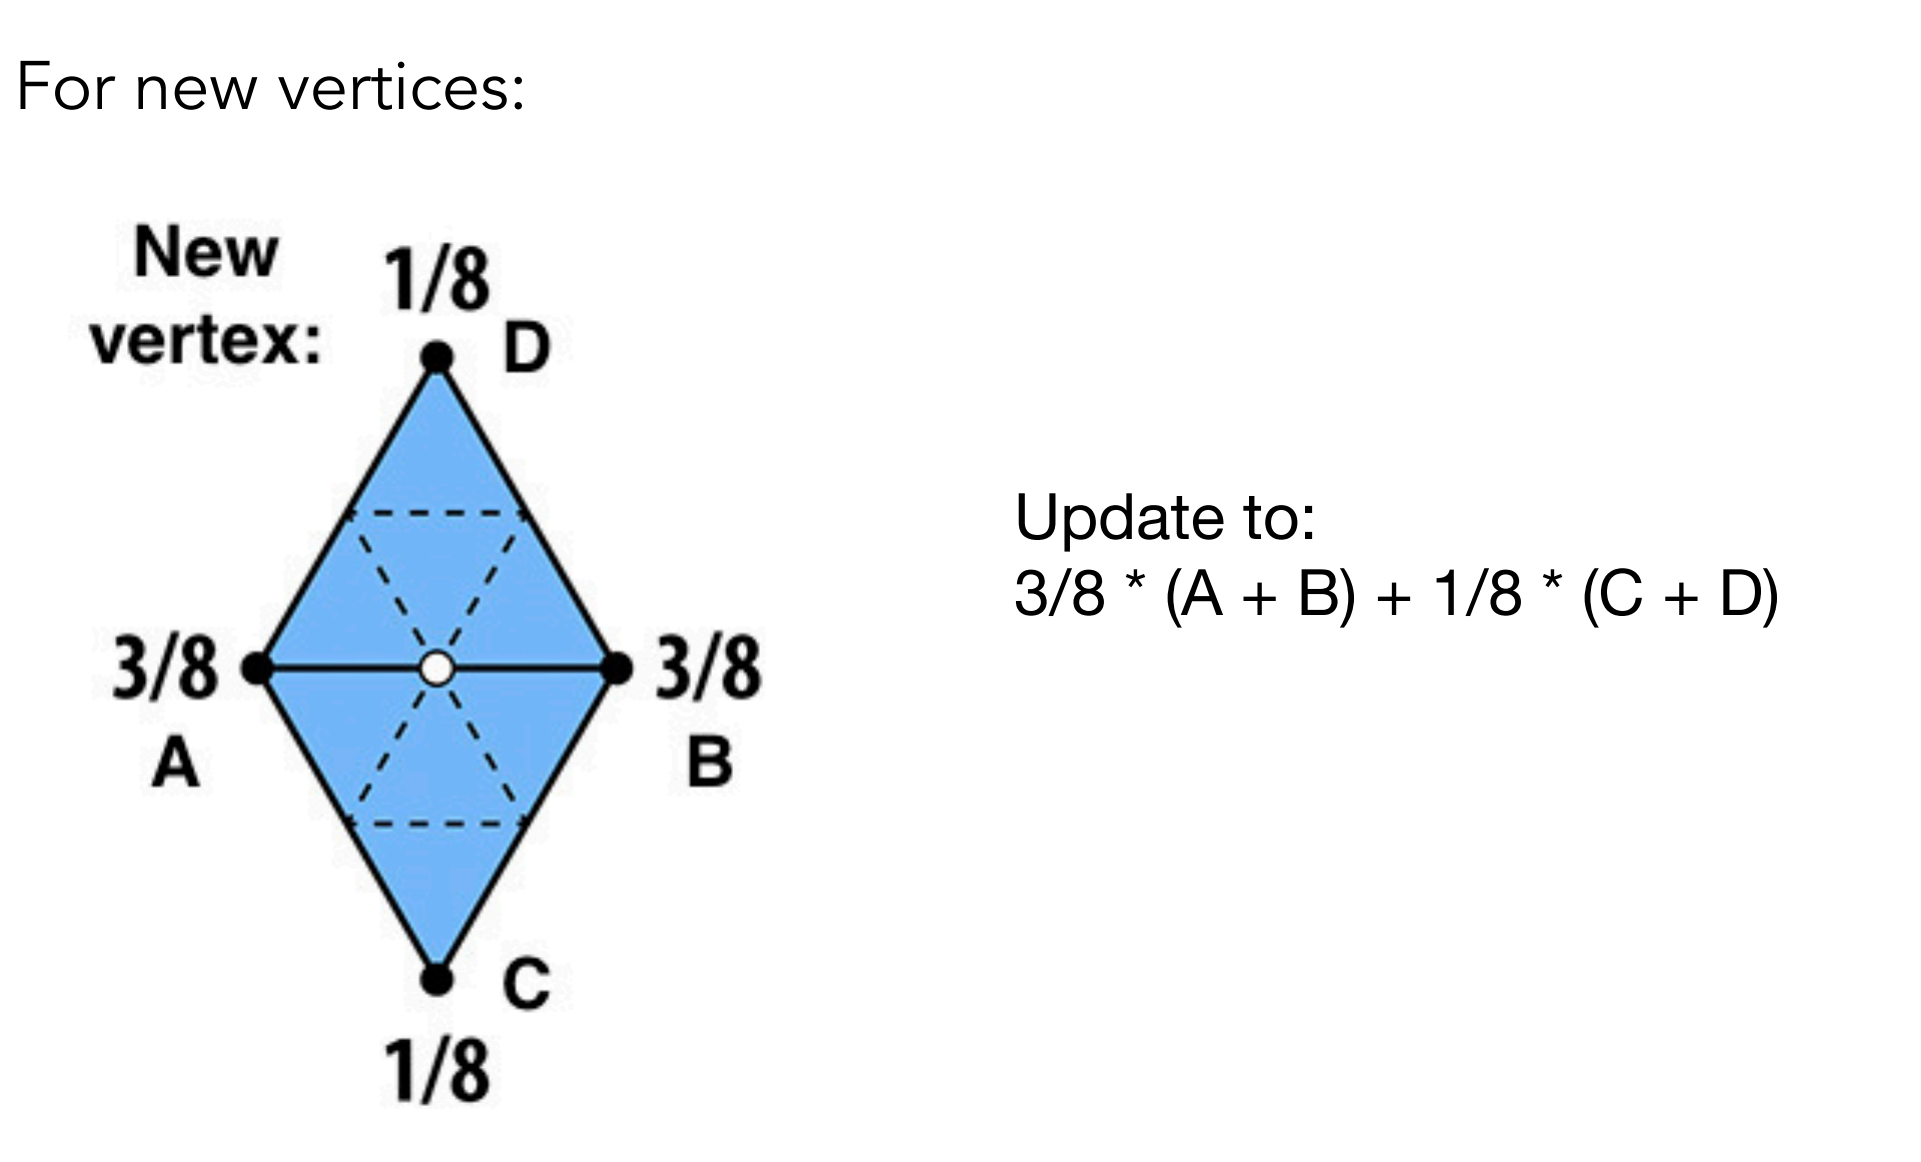 For new vertices:
New
vertex:
1/8
D
3/8
3/8
A
B
C
1/8
Update to:
3/8 * (A + B) + 1/8 * (C + D)